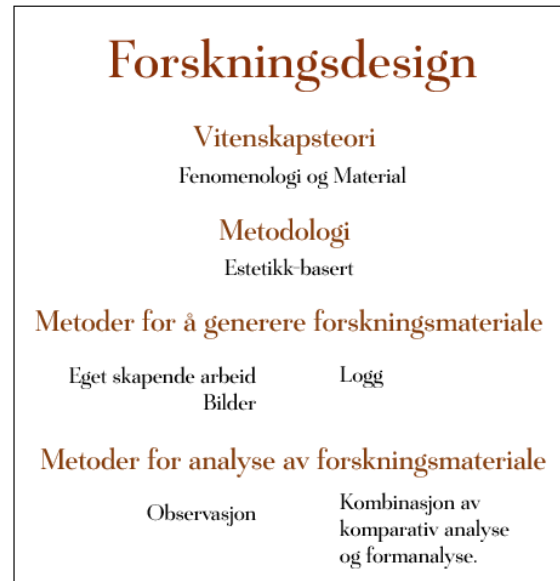 Forskningsdesign
Vitenskapsteori
Fenomenologi og Material
Metodologi
Estetikk-basert
Metoder for å generere forskningsmateriale
Eget skapende arbeid
Bilder
Logg
Metoder for analyse av forskningsmateriale
Observasjon
Kombinasjon av
komparativ analyse
og formanalyse.